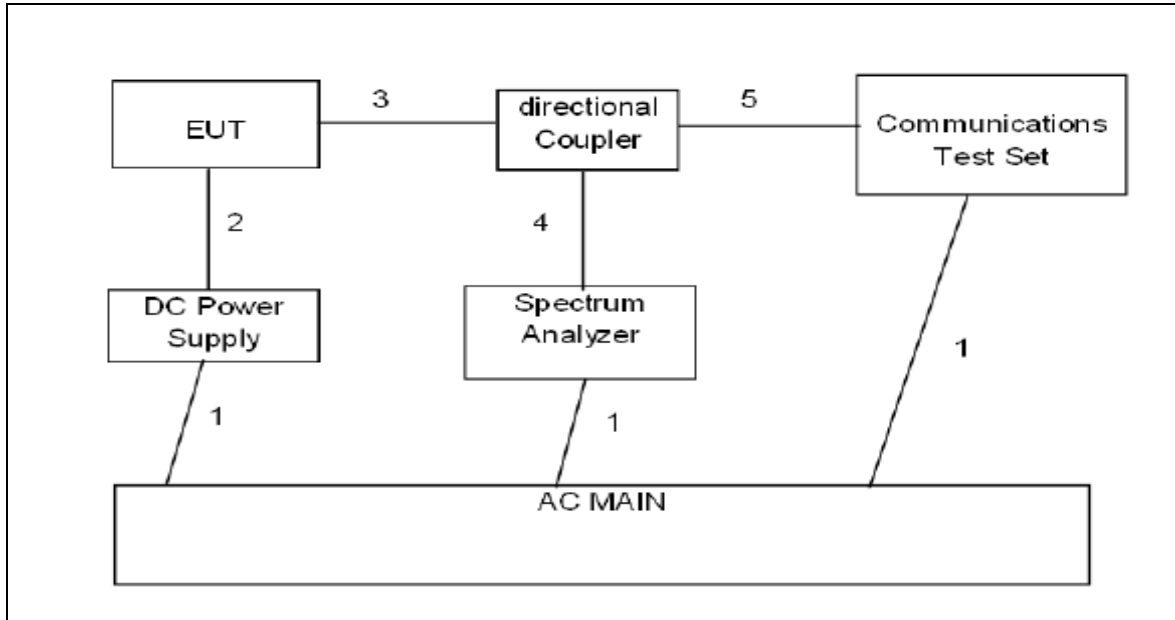 EUT
3
directional
Coupler
5
Communications
Test Set
2
4
DC Power
Supply
Spectrum
Analyzer
1
1
1
AC MAIN